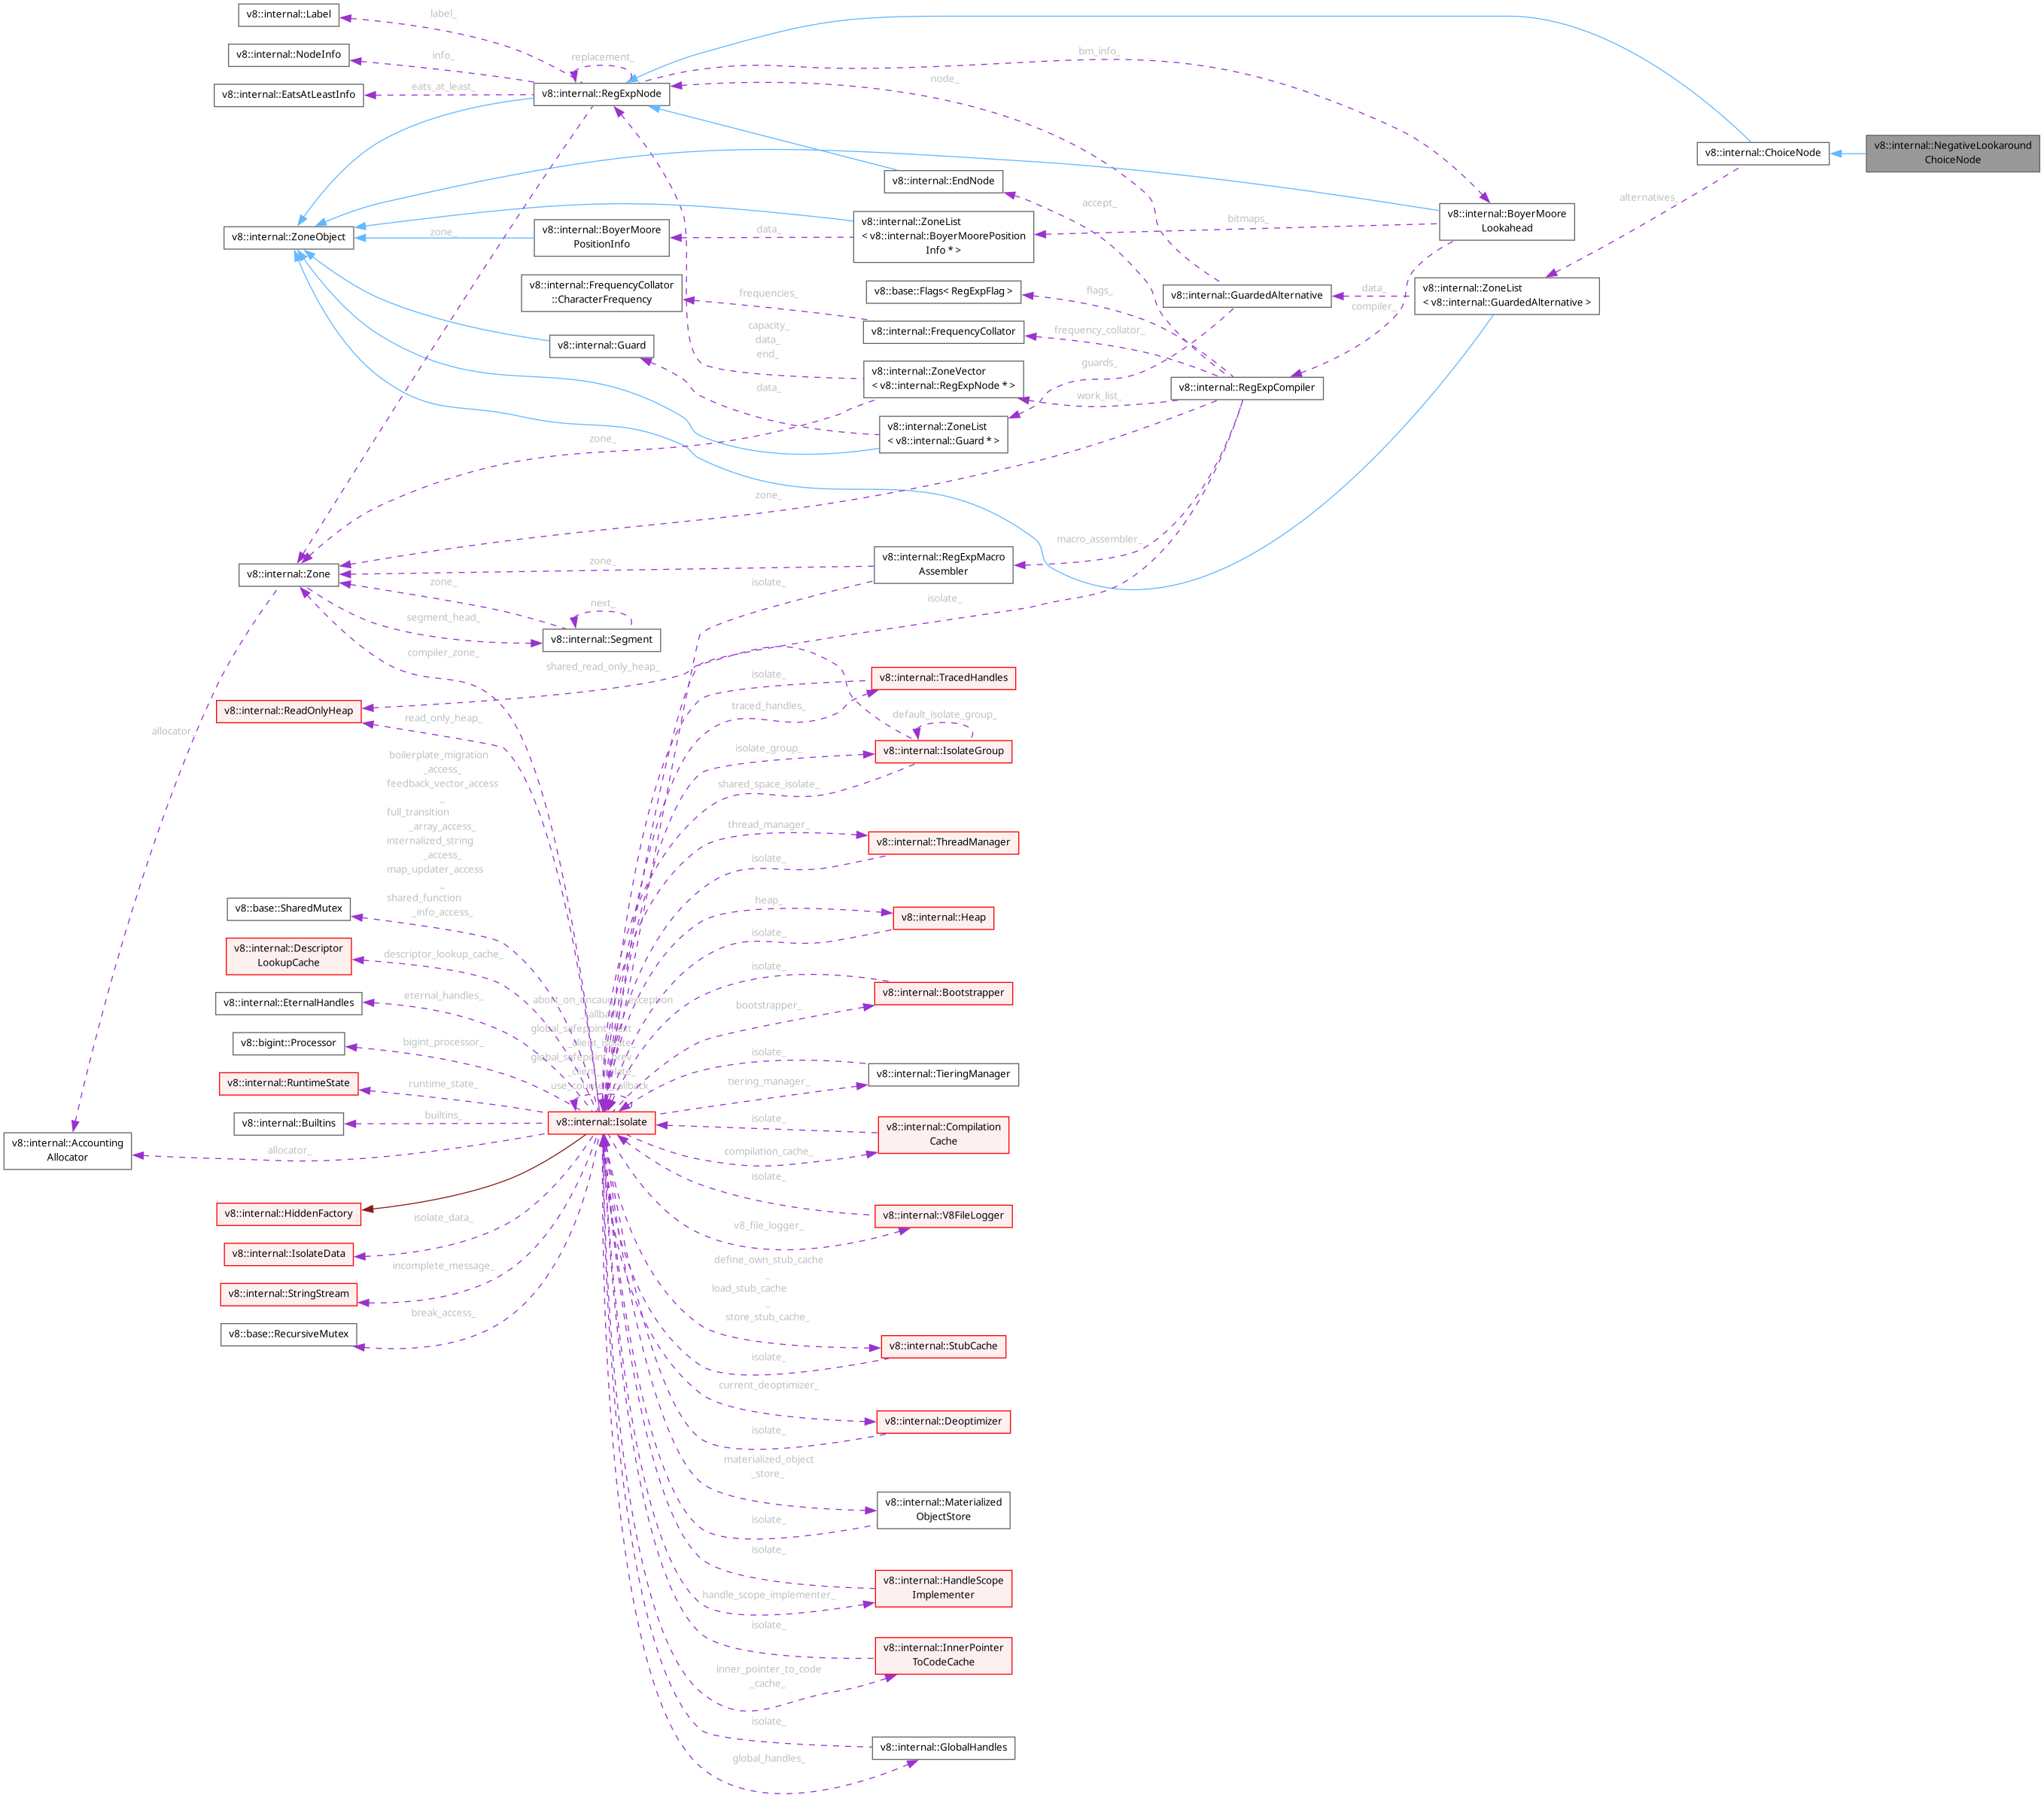 v8::internal::Label
label_
v8::internal::NodeInfo
info_
replacement_
bm_info_
v8::internal::EatsAtLeastInfo
eats_at_least_
v8::internal::RegExpNode
node_
v8::internal::ChoiceNode
v8::internal::NegativeLookaround
ChoiceNode
v8::internal::EndNode
accept_
alternatives_
v8::internal::ZoneObject
zone_
v8::internal::BoyerMoore
PositionInfo
data_
v8::internal::ZoneList
< v8::internal::BoyerMoorePosition
Info * >
bitmaps_
v8::internal::BoyerMoore
Lookahead
v8::internal::FrequencyCollator
::CharacterFrequency
frequencies_
v8::base::Flags< RegExpFlag >
flags_
v8::internal::GuardedAlternative
data_
compiler_
v8::internal::ZoneList
< v8::internal::GuardedAlternative >
v8::internal::FrequencyCollator
frequency_collator_
v8::internal::Guard
capacity_
data_
end_
v8::internal::ZoneVector
< v8::internal::RegExpNode * >
guards_
work_list_
v8::internal::RegExpCompiler
data_
v8::internal::ZoneList
< v8::internal::Guard * >
zone_
zone_
macro_assembler_
v8::internal::Zone
zone_
zone_
v8::internal::RegExpMacro
Assembler
isolate_
isolate_
next_
segment_head_
v8::internal::Segment
compiler_zone_
shared_read_only_heap_
v8::internal::ReadOnlyHeap
read_only_heap_
allocator_
isolate_
v8::internal::TracedHandles
traced_handles_
default_isolate_group_
isolate_group_
v8::internal::IsolateGroup
shared_space_isolate_
boilerplate_migration
_access_
feedback_vector_access
_
full_transition
_array_access_
internalized_string
_access_
map_updater_access
_
shared_function
_info_access_
thread_manager_
v8::internal::ThreadManager
isolate_
v8::base::SharedMutex
heap_
v8::internal::Heap
isolate_
v8::internal::Descriptor
LookupCache
descriptor_lookup_cache_
isolate_
v8::internal::Bootstrapper
bootstrapper_
v8::internal::EternalHandles
eternal_handles_
abort_on_uncaught_exception
_callback_
global_safepoint_next
_client_isolate_
global_safepoint_prev
_client_isolate_
use_counter_callback_
v8::bigint::Processor
bigint_processor_
isolate_
v8::internal::TieringManager
tiering_manager_
v8::internal::RuntimeState
runtime_state_
v8::internal::Builtins
builtins_
v8::internal::Isolate
isolate_
v8::internal::Compilation
Cache
compilation_cache_
v8::internal::Accounting
Allocator
allocator_
isolate_
v8::internal::HiddenFactory
v8::internal::V8FileLogger
v8_file_logger_
isolate_data_
v8::internal::IsolateData
incomplete_message_
v8::internal::StringStream
break_access_
v8::base::RecursiveMutex
define_own_stub_cache
_
load_stub_cache
_
store_stub_cache_
v8::internal::StubCache
isolate_
current_deoptimizer_
v8::internal::Deoptimizer
isolate_
materialized_object
_store_
v8::internal::Materialized
ObjectStore
isolate_
isolate_
v8::internal::HandleScope
Implementer
handle_scope_implementer_
isolate_
v8::internal::InnerPointer
ToCodeCache
inner_pointer_to_code
_cache_
isolate_
v8::internal::GlobalHandles
global_handles_